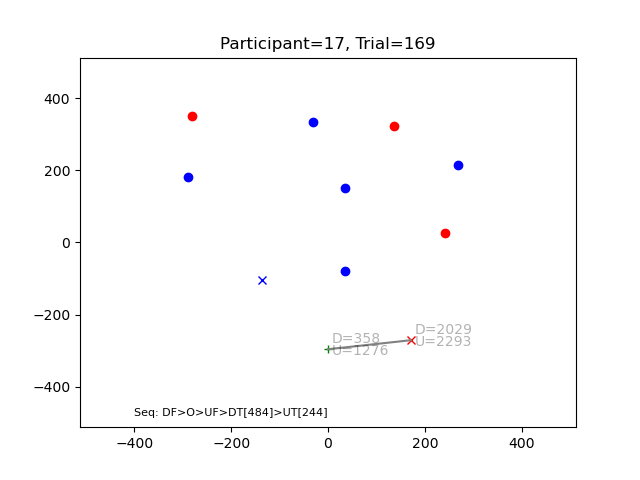 Participant=17, Trial=169
400
200
0
−200
−400
D=358
U=1276
D=2029
U=2293
Seq: DF>O>UF>DT[484]>UT[244]
−400 −200 0 200 400